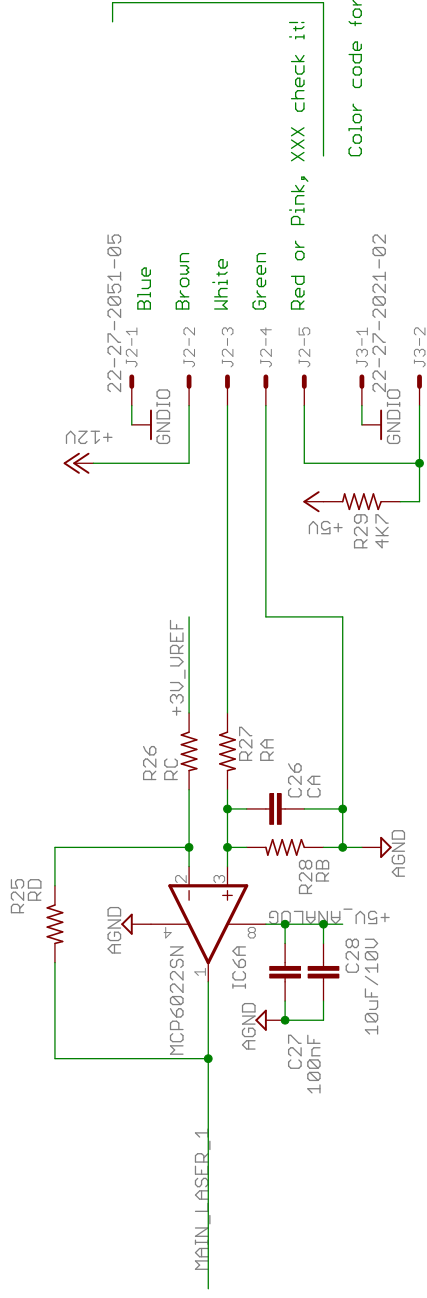 22-27-2051-05
J2-1
Blue
J2-2
Brown
J2-3
White
J2-4
Green
J2-5
Red or Pink, XXX check it!
Color code for
J3-1
22-27-2021-02
J3-2
+12V
GNDIO
GNDIO
+5V
R29
4K7
+3V_VREF
R26
RC
R27
RA
C26
CA
R28
RB
AGND
R25
RD
AGND
2
3
4
8
1
MCP6022SN
IC6A
+5V_ANALOG
AGND
C27
100nF
C28
10uF/10V
MAIN_LASER_1